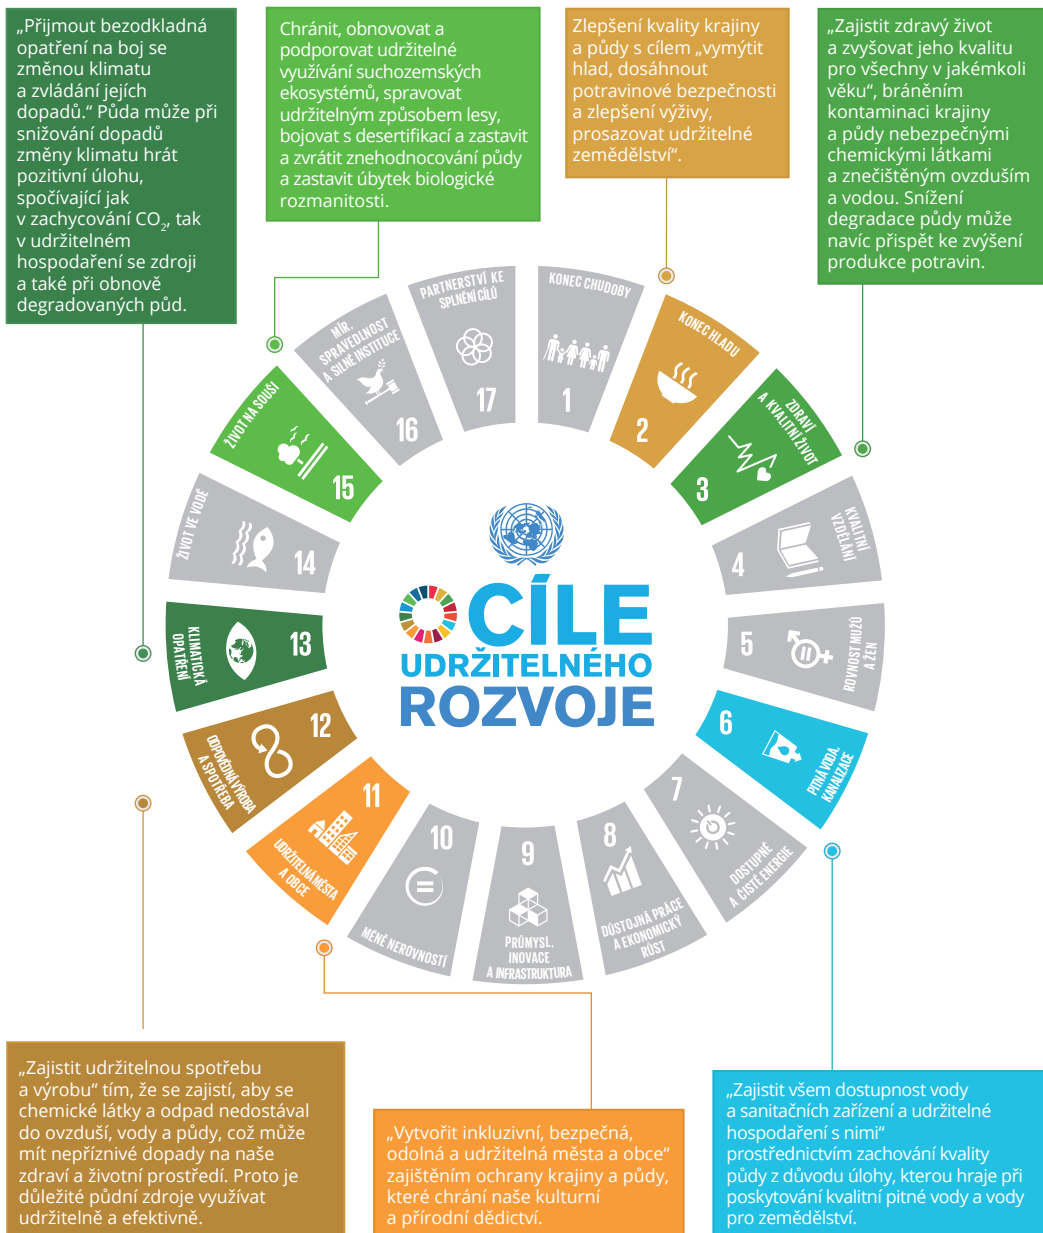 „Přijmout bezodkladná
opatření na boj se
změnou klimatu
a zvládání jejích
dopadů.“ Půda může při
snižování dopadů
změny klimatu hrát
pozitivní úlohu,
spočívající jak
v zachycování CO₂, tak
v udržitelném
hospodaření se zdroji
a také při obnově
degradovaných půd.
Chránit, obnovovat a
podporovat udržitelné
využívání suchozemských
ekosystémů, spravovat
udržitelným způsobem lesy,
bojovat s desertifikací a zastavit
a zvrátit znehodnocování půdy
a zastavit úbytek biologické
rozmanitosti.
Zlepšení kvality krajiny
a půdy s cílem „vymýtit
hlad, dosáhnout
potravinové bezpečnosti
a zlepšení výživy,
prosazovat udržitelné
zemědělství“.
„Zajistit zdravý život
a zvyšovat jeho kvalitu
pro všechny v jakémkoli
věku“, bráněním
kontaminaci krajiny
a půdy nebezpečnými
chemickými látkami
a znečištěným ovzduším
a vodou. Snížení
degradace půdy může
navíc přispět ke zvýšení
produkce potravin.
KONEC CHUDOBY
1
KONEC HLADU
2
ZDRAVÍ
A KVALITNÍ ŽIVOT
3
KVALITNÍ
VZDĚLÁNÍ
4
ROVNOST MUŽŮ
A ŽEN
5
PITNÁ VODA,
KANALIZACE
6
DOSTUPNÉ
A ČISTÉ ENERGIE
7
DŮSTOJNÁ PRÁCE
A EKONOMICKÝ
RŮST
8
PRŮMYSL,
INOVACE
A INFRASTRUKTURA
9
MÉNĚ NEROVNOSTÍ
10
UDRŽITELNÁ MĚSTA
A OBCE
11
ODPOVĚDNÁ VÝROBA
A SPOTŘEBA
12
KLIMATICKÁ
OPATŘENÍ
13
ŽIVOT VE VODĚ
14
ŽIVOT NA SOUŠI
15
MÍR,
SPRAVEDLNOST
A SILNÉ INSTITUCE
16
PARTNERSTVÍ KE
SPLNĚNÍ CÍLŮ
17
CÍLE
UDRŽITELNÉHO
ROZVOJE
„Zajistit udržitelnou spotřebu
a výrobu“ tím, že se zajistí, aby se
chemické látky a odpad nedostával
do ovzduší, vody a půdy, což může
mít nepříznivé dopady na naše
zdraví a životní prostředí. Proto je
důležité půdní zdroje využívat
udržitelně a efektivně.
„Vytvořit inkluzivní, bezpečná,
odolná a udržitelná města a obce“
zajištěním ochrany krajiny a půdy,
které chrání naše kulturní
a přírodní dědictví.
„Zajistit všem dostupnost vody
a sanitačních zařízení a udržitelné
hospodaření s nimi“
prostřednictvím zachování kvality
půdy z důvodu úlohy, kterou hraje při
poskytování kvalitní pitné vody a vody
pro zemědělství.